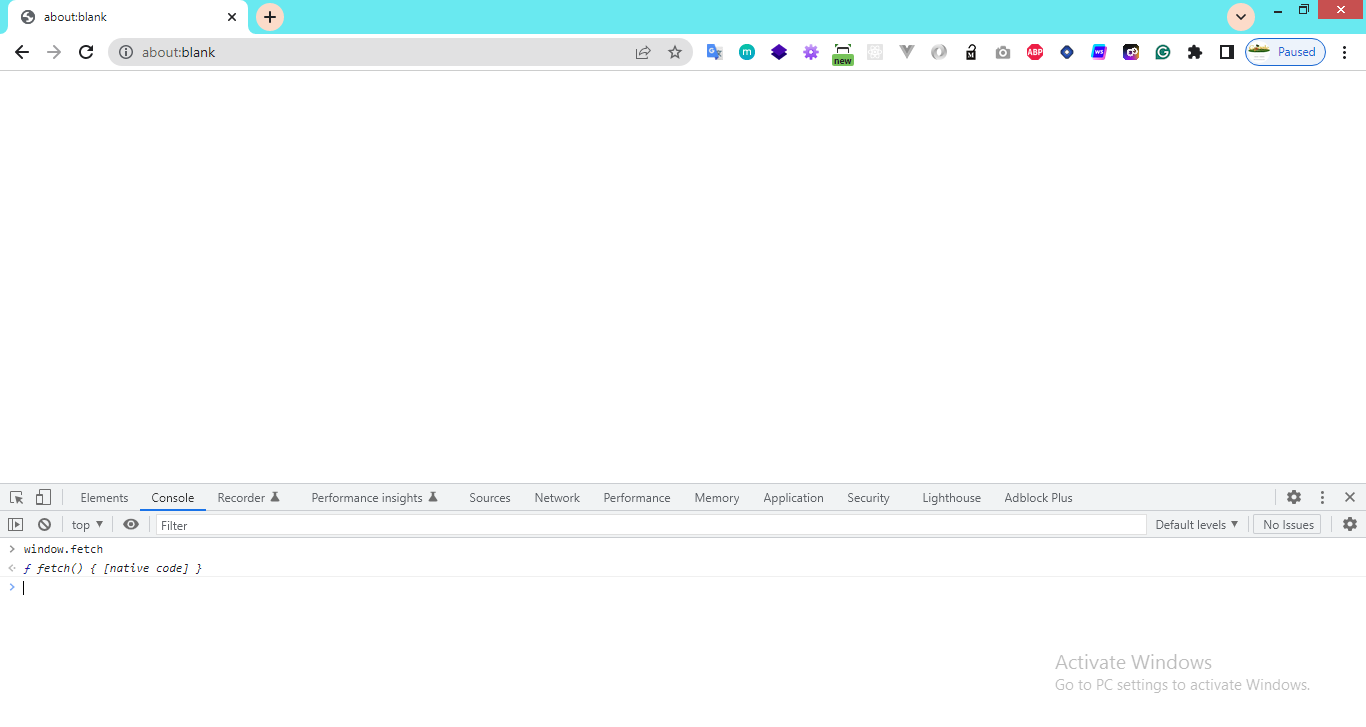 about:blank
about:blank
new
ABP
WS
Paused
Elements Console Recorder Performance insights Sources Network Performance Memory Application Security Lighthouse Adblock Plus
top Filter Default levels No Issues
window.fetch
ƒ fetch() { [native code] }
Activate Windows
Go to PC settings to activate Windows.